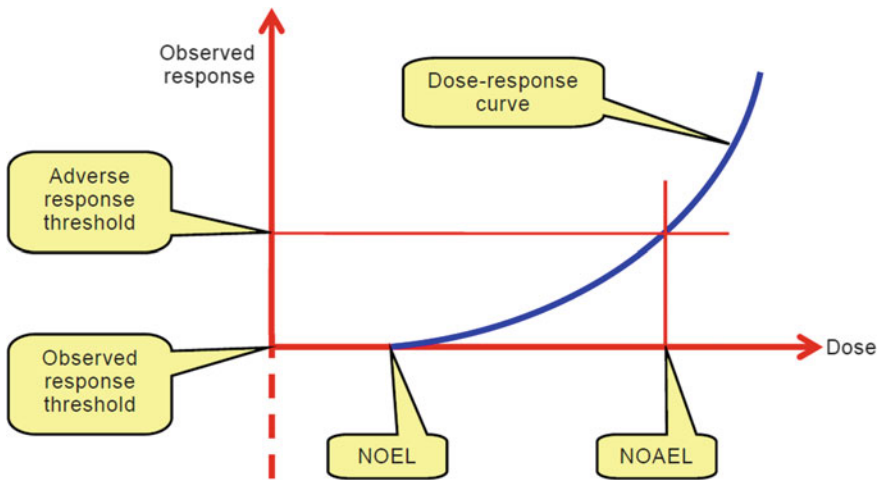 Observed
response
Dose-response
curve
Adverse
response
threshold
Observed
response
threshold
Dose
NOEL
NOAEL